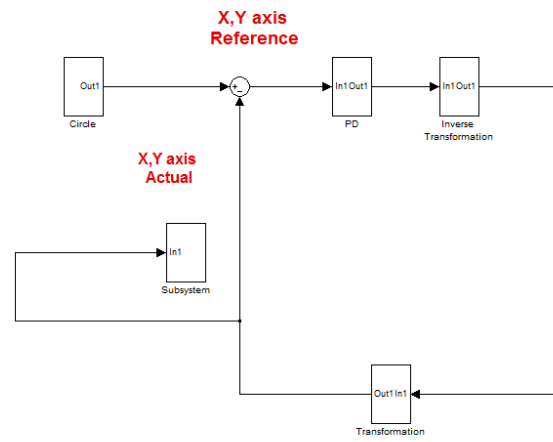 X,Y axis
Reference
Out1
Circle
+
−
In1 Out1
PD
In1 Out1
Inverse
Transformation
X,Y axis
Actual
In1
Subsystem
Out1 In1
Transformation